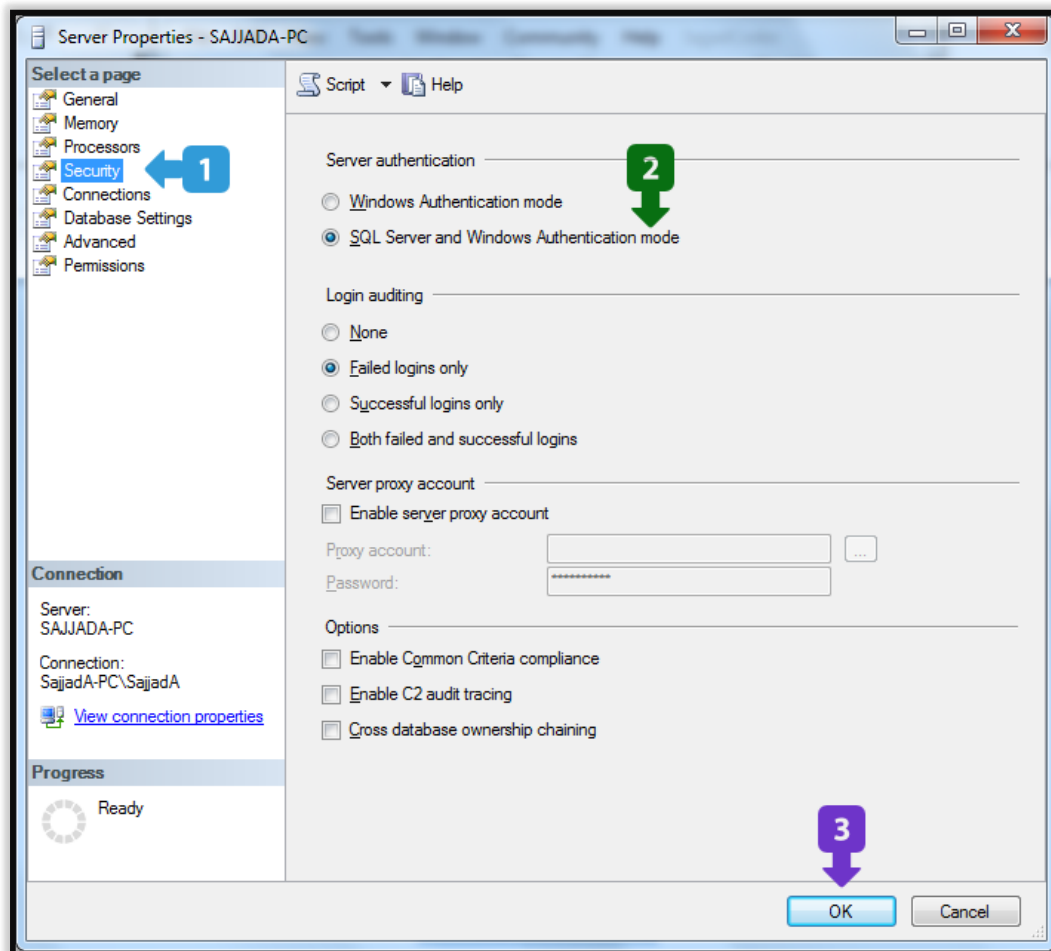 Server Properties - SAJJADA-PC
Tools Window Community Help
Select a page
General
Memory
Processors
Security
Connections
Database Settings
Advanced
Permissions
1
Script
Help
Server authentication
2
Windows Authentication mode
SQL Server and Windows Authentication mode
Login auditing
None
Failed logins only
Successful logins only
Both failed and successful logins
Server proxy account
Enable server proxy account
Proxy account:
...
Password:
**********
Options
Enable Common Criteria compliance
Enable C2 audit tracing
Cross database ownership chaining
Connection
Server:
SAJJADA-PC
Connection:
SajjadA-PC\SajjadA
View connection properties
Progress
Ready
3
OK
Cancel